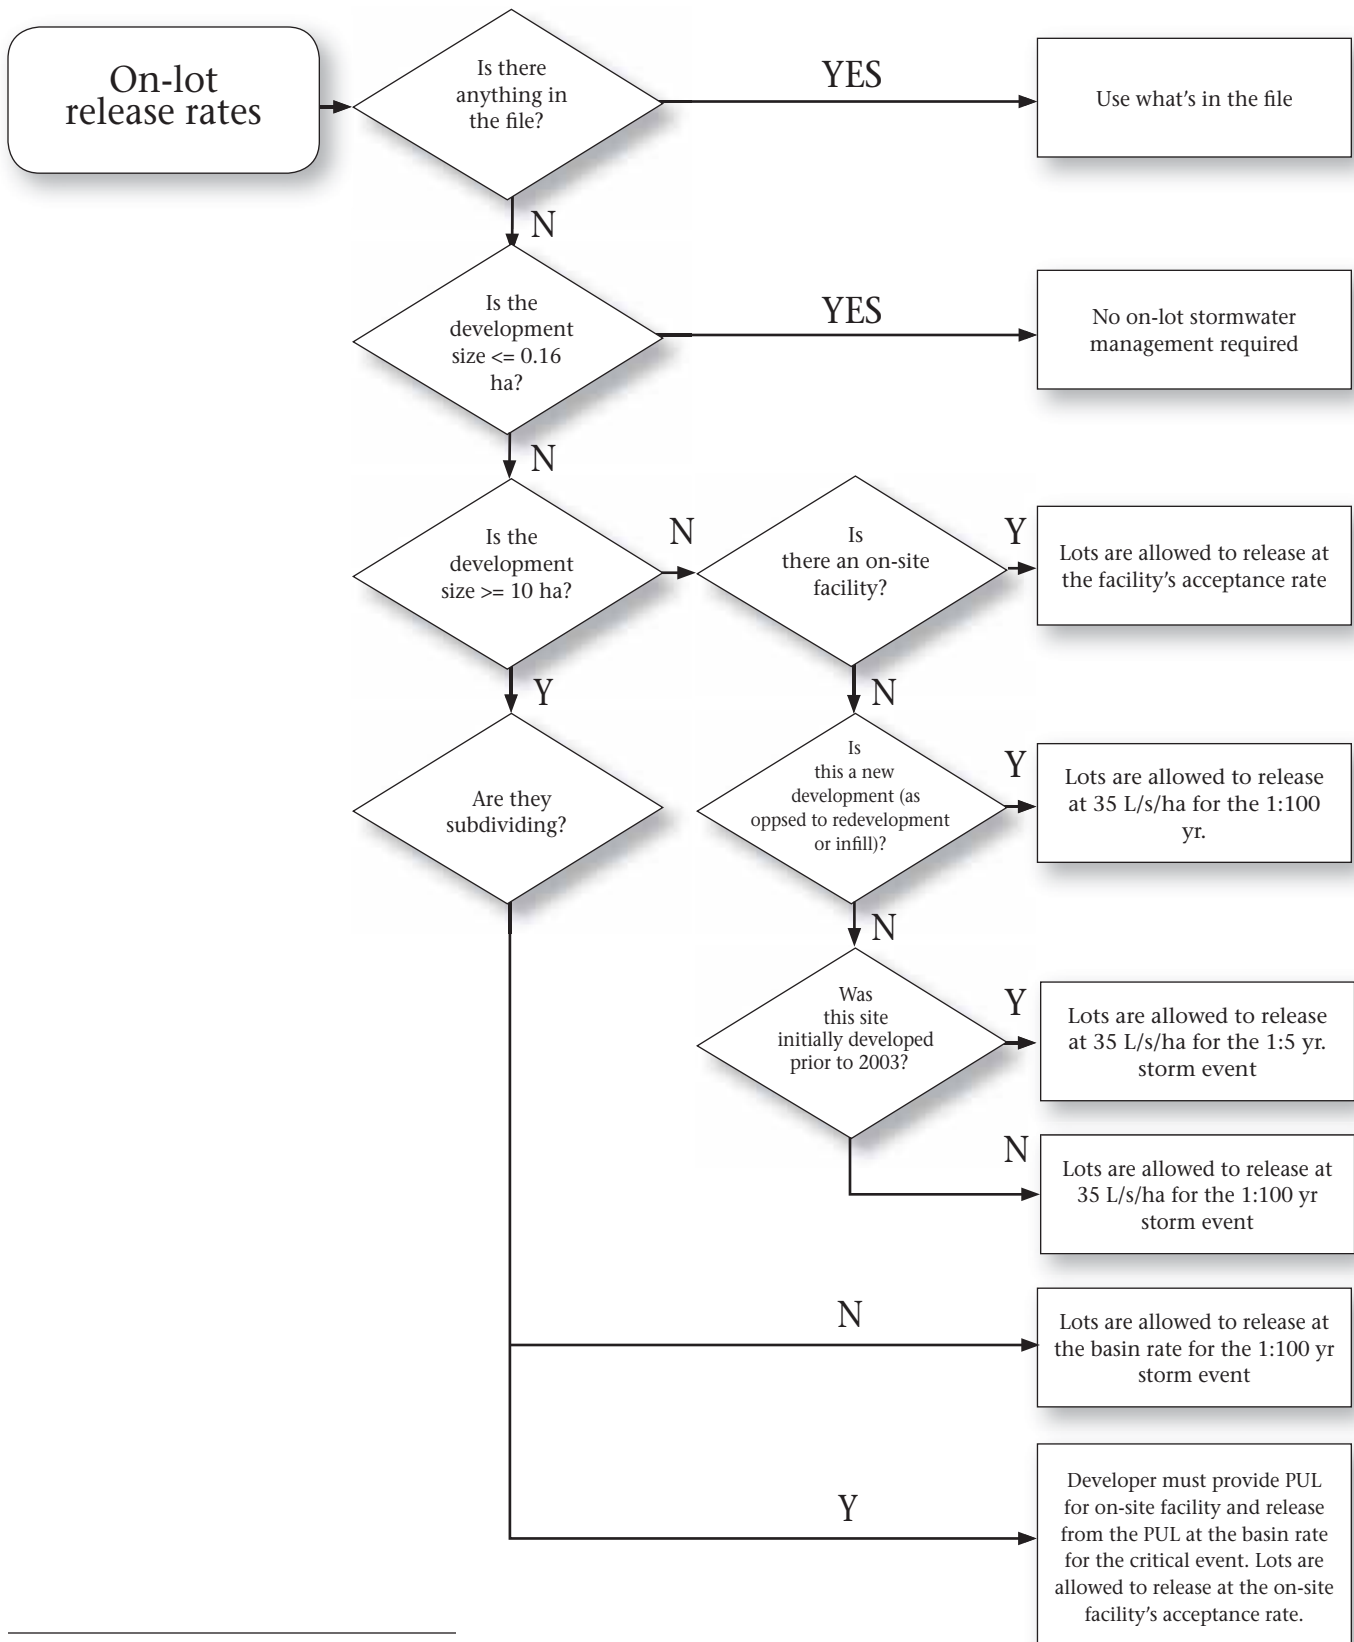 On-lot
release rates
Is there
anything in
the file?
YES
Use what's in the file
N
Is the
development
size <= 0.16
ha?
YES
No on-lot stormwater
management required
N
Is the
development
size >= 10 ha?
N
Is
there an on-site
facility?
Y
Lots are allowed to release at
the facility's acceptance rate
Y
N
Are they
subdividing?
Is
this a new
development (as
oppsed to redevelopment
or infill)?
Y
Lots are allowed to release
at 35 L/s/ha for the 1:100
yr.
N
Was
this site
initially developed
prior to 2003?
Y
Lots are allowed to release
at 35 L/s/ha for the 1:5 yr.
storm event
N
Lots are allowed to release at
35 L/s/ha for the 1:100 yr
storm event
N
Lots are allowed to release at
the basin rate for the 1:100 yr
storm event
Y
Developer must provide PUL
for on-site facility and release
from the PUL at the basin rate
for the critical event. Lots are
allowed to release at the on-site
facility's acceptance rate.